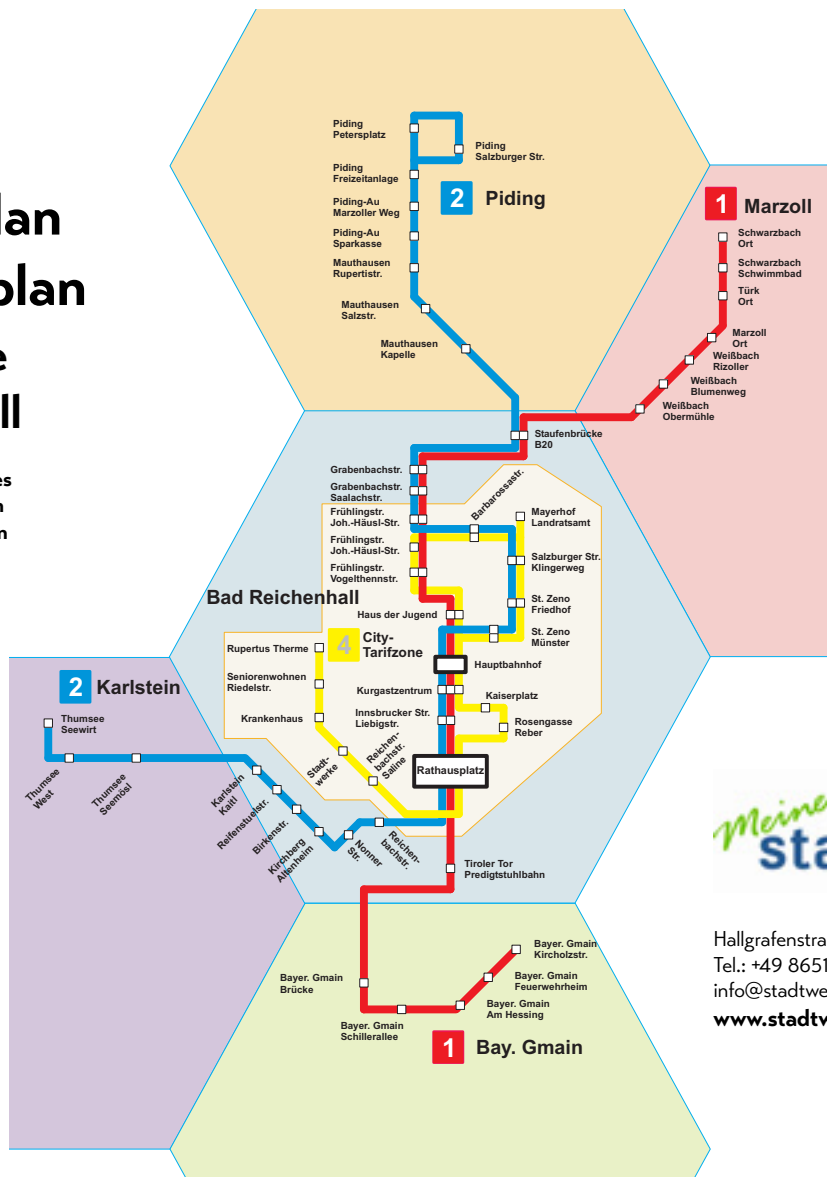 lan
plan
e
ll
es
n
n
Piding
Petersplatz
Piding
Salzburger Str.
Piding
Freizeitanlage
2 Piding
Piding-Au
Marzoller Weg
Piding-Au
Sparkasse
Mauthausen
Rupertistr.
Mauthausen
Salzstr.
Mauthausen
Kapelle
1 Marzoll
Schwarzbach
Ort
Schwarzbach
Schwimmbad
Türk
Ort
Marzoll
Ort
Weißbach
Rizoller
Weißbach
Blumenweg
Weißbach
Obermühle
Staufenbrücke
B20
Grabenbachstr.
Grabenbachstr.
Saalachstr.
Frühlingstr.
Joh.-Häusl-Str.
Frühlingstr.
Joh.-Häusl-Str.
Frühlingstr.
Vogelthennstr.
Barbarossastr.
Mayerhof
Landratsamt
Salzburger Str.
Klingerweg
St. Zeno
Friedhof
St. Zeno
Münster
Bad Reichenhall
Haus der Jugend
4 City-
Tarifzone
Hauptbahnhof
Rupertus Therme
Seniorenwohnen
Riedelstr.
Krankenhaus
Stadt-
werke
Reichen-
bachstr.
Saline
Kurgastzentrum
Innsbrucker Str.
Liebigstr.
Kaiserplatz
Rosengasse
Reber
Rathausplatz
2 Karlstein
Thumsee
Seewirt
Thumsee
West
Thumsee
Seemösl
Karlstein
Kaitl
Reifenstuelstr.
Birkenstr.
Kirchberg
Altenheim
Nonner
Str.
Reichen-
bachstr.
Tiroler Tor
Predigtstuhlbahn
Bayer. Gmain
Brücke
Bayer. Gmain
Schillerallee
Bayer. Gmain
Kircholzstr.
Bayer. Gmain
Feuerwehrheim
Bayer. Gmain
Am Hessing
1 Bay. Gmain
Meine
sta
Hallgrafenstra
Tel.: +49 8651
info@stadtwe
www.stadtw